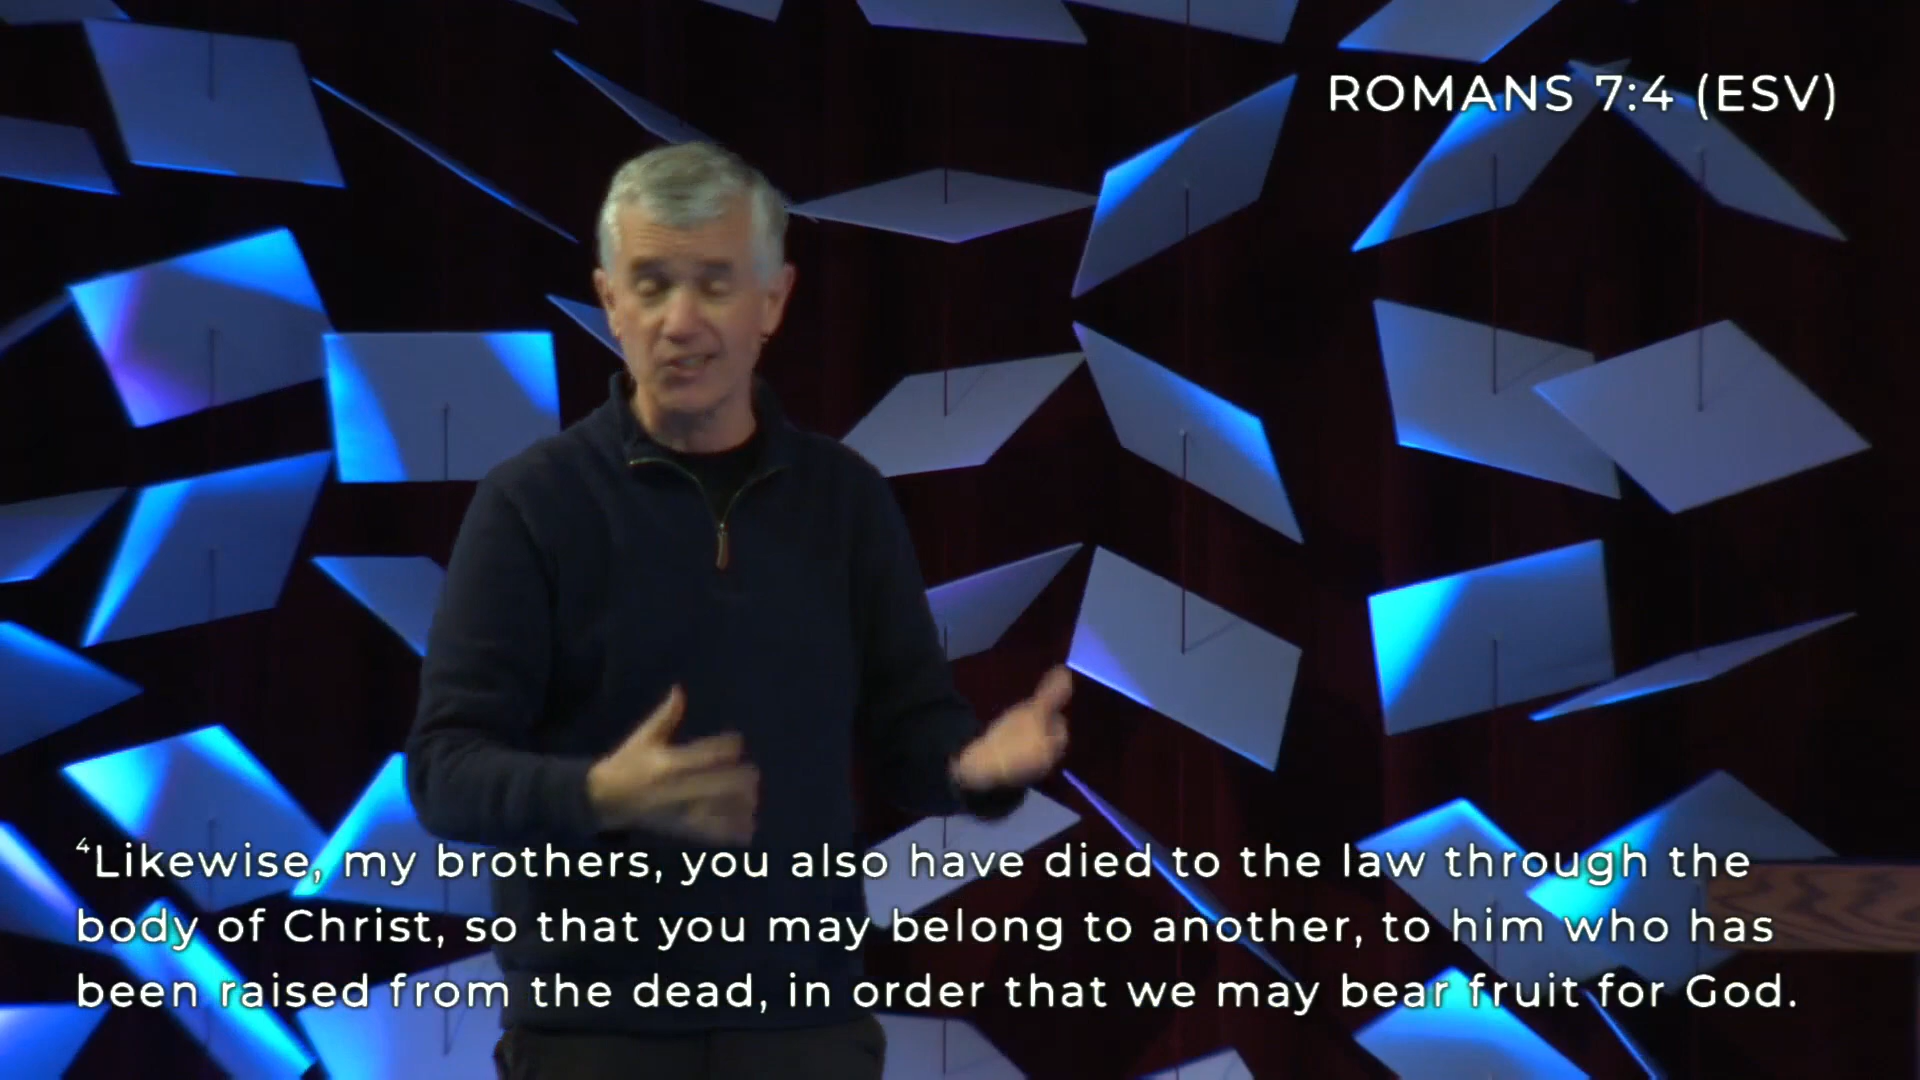 ROMANS 7:4 (ESV)
⁴Likewise, my brothers, you also have died to the law through the
body of Christ, so that you may belong to another, to him who has
been raised from the dead, in order that we may bear fruit for God.